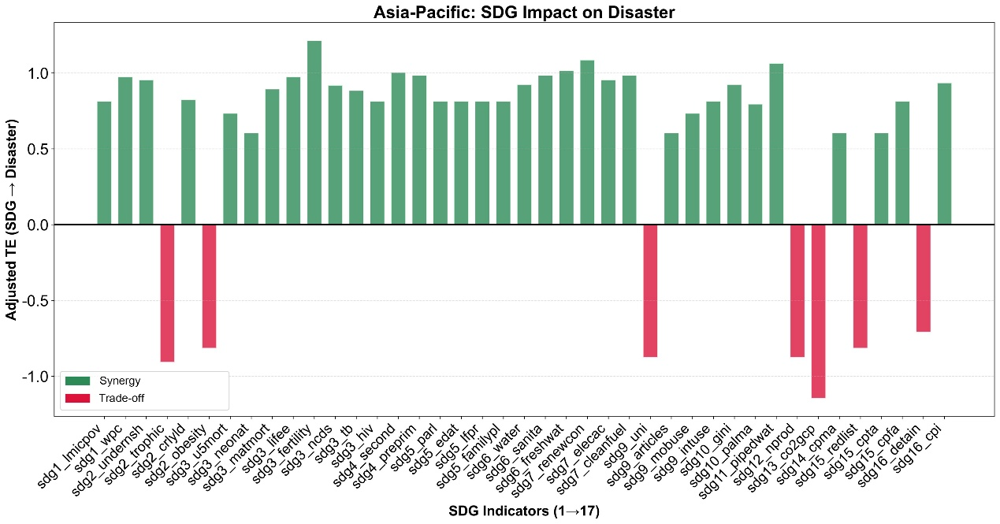 Asia-Pacific: SDG Impact on Disaster
Adjusted TE (SDG → Disaster)
1.0
0.5
0.0
-0.5
-1.0
Synergy
Trade-off
sdg1_lmicpov
sdg1_wpc
sdg2_undernsh
sdg2_trophic
sdg2_crlyld
sdg2_obesity
sdg3_u5mort
sdg3_neonat
sdg3_matmort
sdg3_lifee
sdg3_fertility
sdg3_ncds
sdg3_tb
sdg3_hiv
sdg4_second
sdg4_preprim
sdg5_parl
sdg5_edat
sdg5_lfpr
sdg5_familypl
sdg6_water
sdg6_sanita
sdg6_freshwat
sdg7_renewcon
sdg7_elecac
sdg7_cleanfuel
sdg9_uni
sdg9_articles
sdg9_mobuse
sdg9_intuse
sdg10_gini
sdg10_palma
sdg11_pipedwat
sdg12_nprod
sdg13_co2gcp
sdg14_cpma
sdg15_redlist
sdg15_cpta
sdg15_cpfa
sdg16_detain
sdg16_cpi
SDG Indicators (1→17)